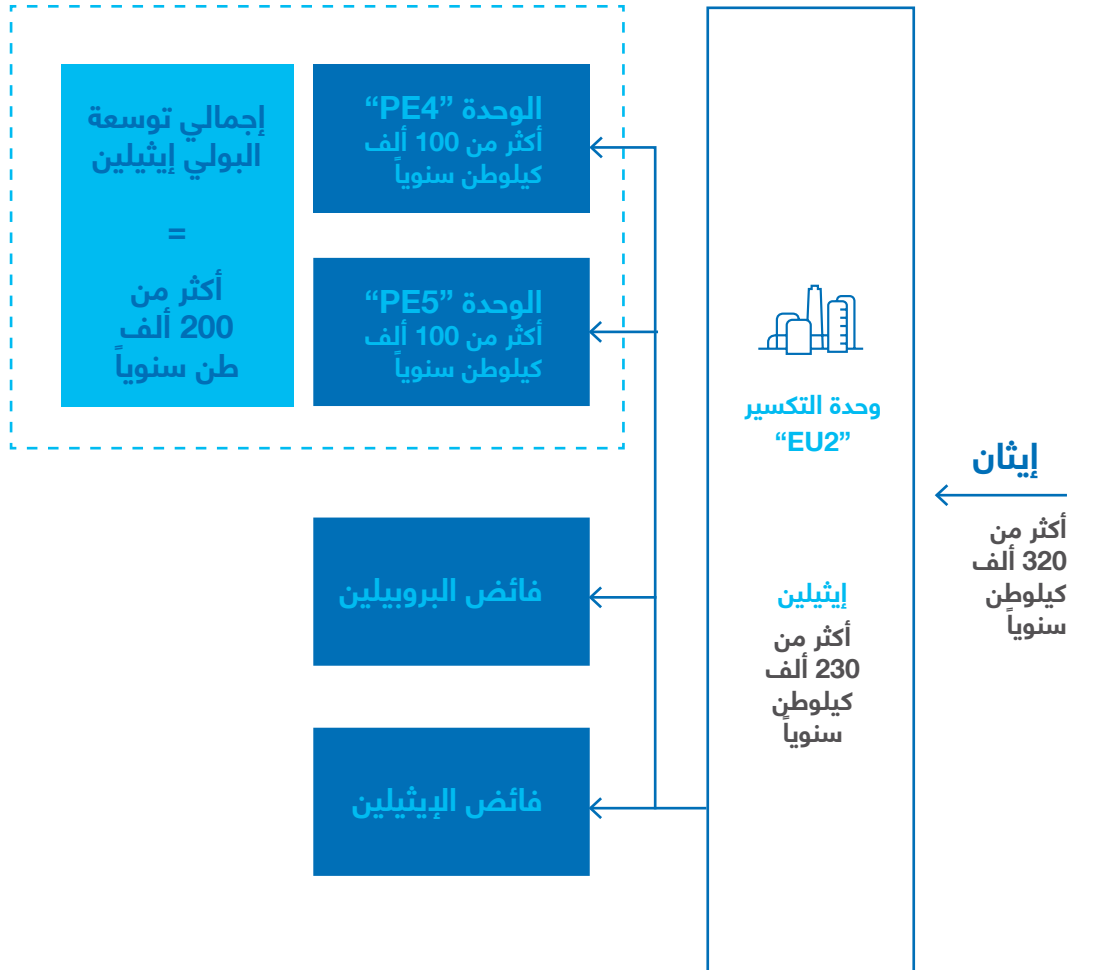 إيثان
أكثر من
320 ألف
كيلوطن
سنوياً
وحدة التكسير
“EU2”
إيثيلين
أكثر من
230 ألف
كيلوطن
سنوياً
الوحدة “PE4”
أكثر من 100 ألف
كيلوطن سنوياً
الوحدة “PE5”
أكثر من 100 ألف
كيلوطن سنوياً
إجمالي توسعة
البولي إيثيلين
=
أكثر من
200 ألف
طن سنوياً
فائض البروبيلين
فائض الإيثيلين